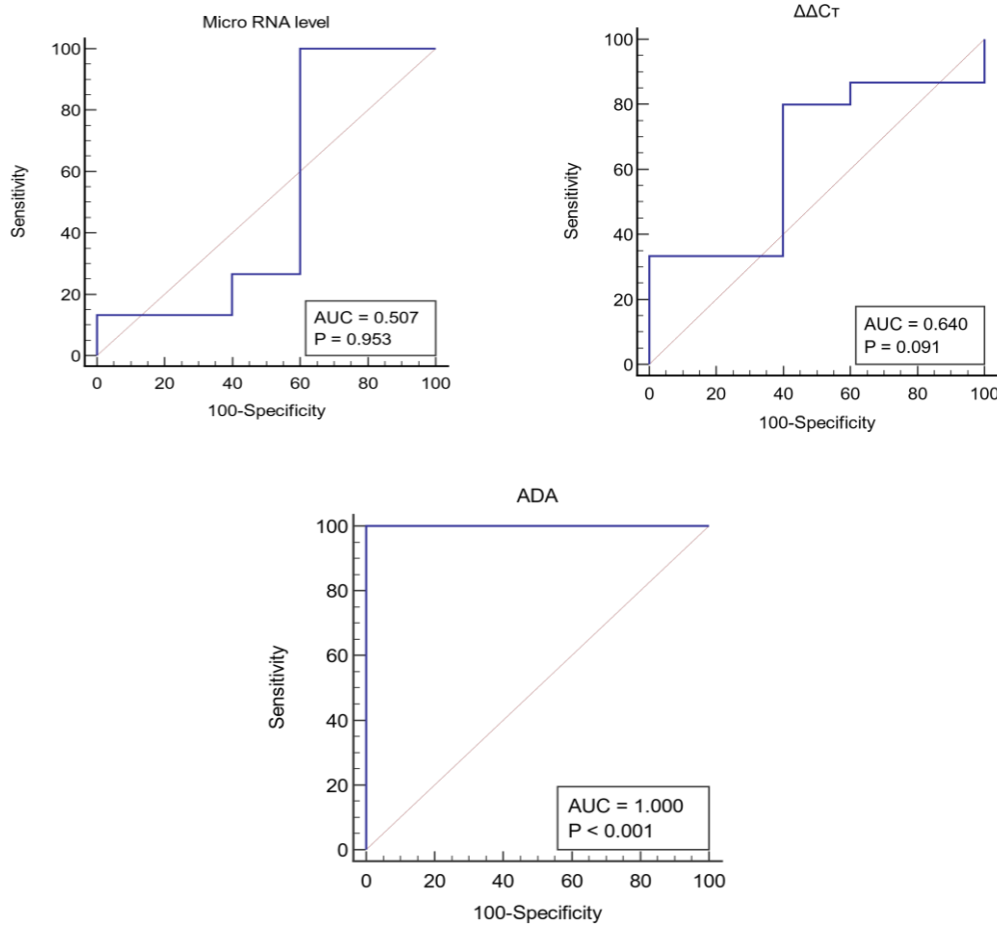 Micro RNA level
100
80
60
40
20
0
Sensitivity
0 20 40 60 80 100
100-Specificity
AUC = 0.507
P = 0.953
ΔΔCT
100
80
60
40
20
0
Sensitivity
0 20 40 60 80 100
100-Specificity
AUC = 0.640
P = 0.091
ADA
100
80
60
40
20
0
Sensitivity
0 20 40 60 80 100
100-Specificity
AUC = 1.000
P < 0.001